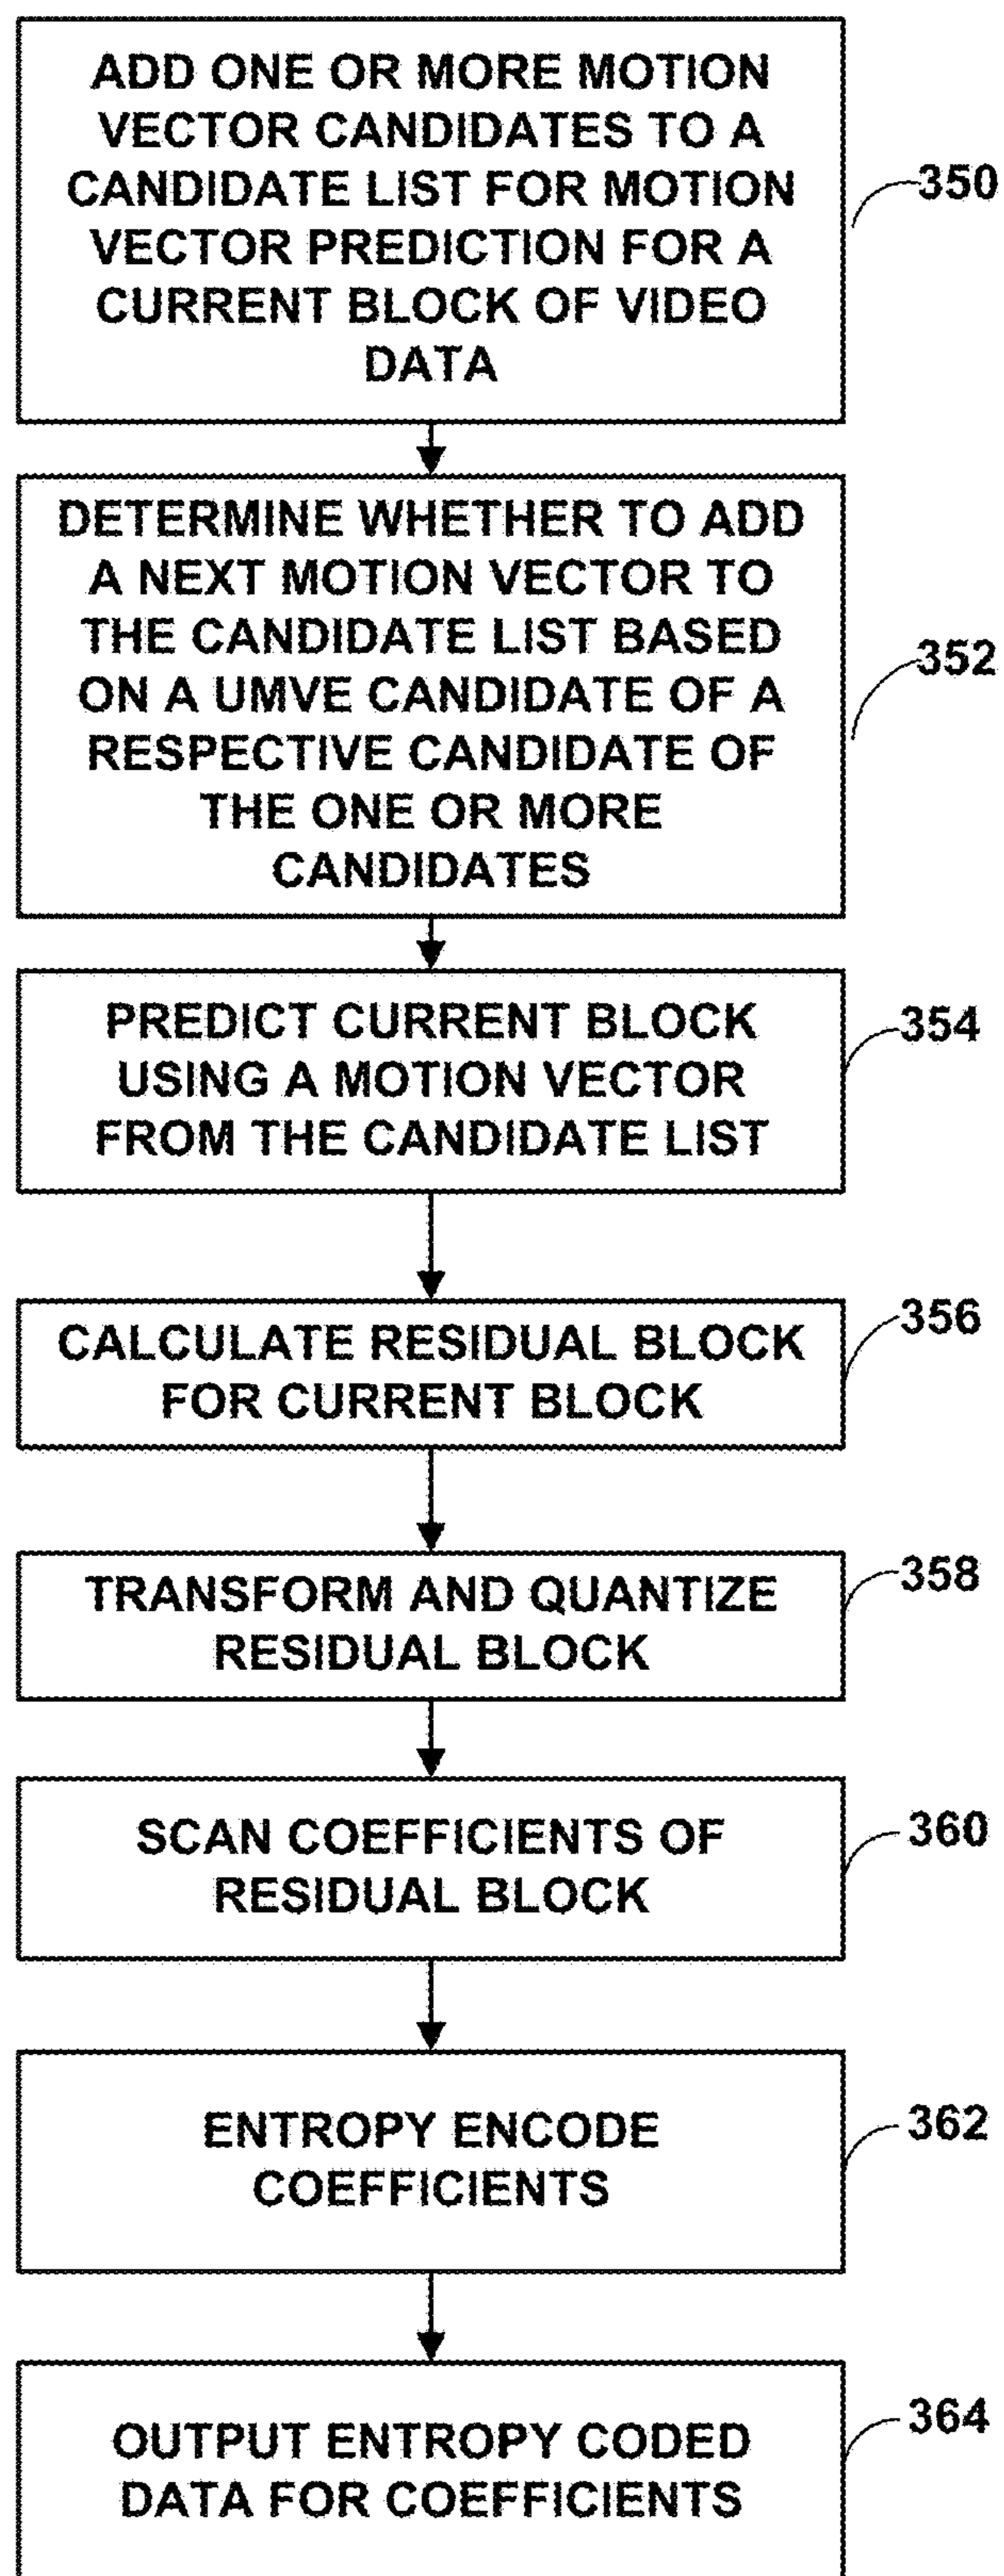 ADD ONE OR MORE MOTION
VECTOR CANDIDATES TO A
CANDIDATE LIST FOR MOTION
VECTOR PREDICTION FOR A
CURRENT BLOCK OF VIDEO
DATA
350
DETERMINE WHETHER TO ADD
A NEXT MOTION VECTOR TO
THE CANDIDATE LIST BASED
ON A UMVE CANDIDATE OF A
RESPECTIVE CANDIDATE OF
THE ONE OR MORE
CANDIDATES
352
PREDICT CURRENT BLOCK
USING A MOTION VECTOR
FROM THE CANDIDATE LIST
354
CALCULATE RESIDUAL BLOCK
FOR CURRENT BLOCK
356
TRANSFORM AND QUANTIZE
RESIDUAL BLOCK
358
SCAN COEFFICIENTS OF
RESIDUAL BLOCK
360
ENTROPY ENCODE
COEFFICIENTS
362
OUTPUT ENTROPY CODED
DATA FOR COEFFICIENTS
364